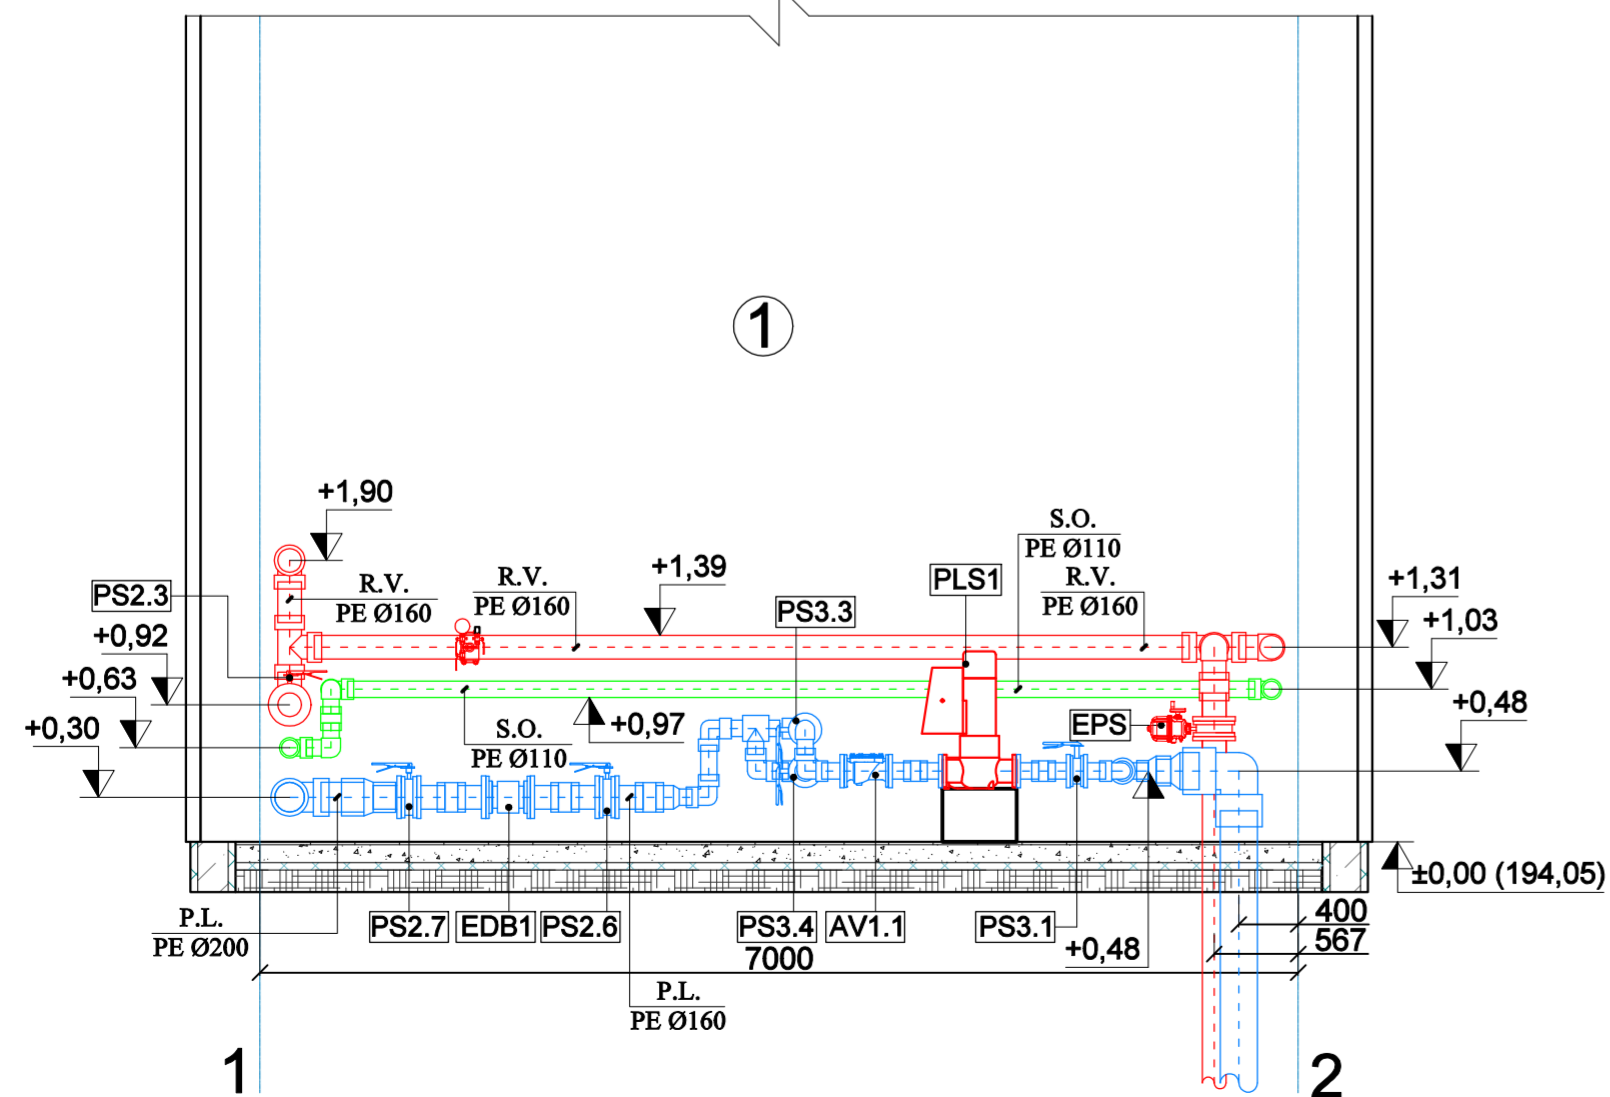 1
+1,90
S.O.
PE Ø110
PS2.3
R.V.
PE Ø160
R.V.
PE Ø160
+1,39
PS3.3
PLS1
R.V.
PE Ø160
+1,31
+0,92
+1,03
+0,63
+0,30
S.O.
PE Ø110
+0,97
EPS
+0,48
±0,00 (194,05)
P.L.
PE Ø200
PS2.7
EDB1
PS2.6
PS3.4
AV1.1
PS3.1
+0,48
400
567
7000
P.L.
PE Ø160
1
2